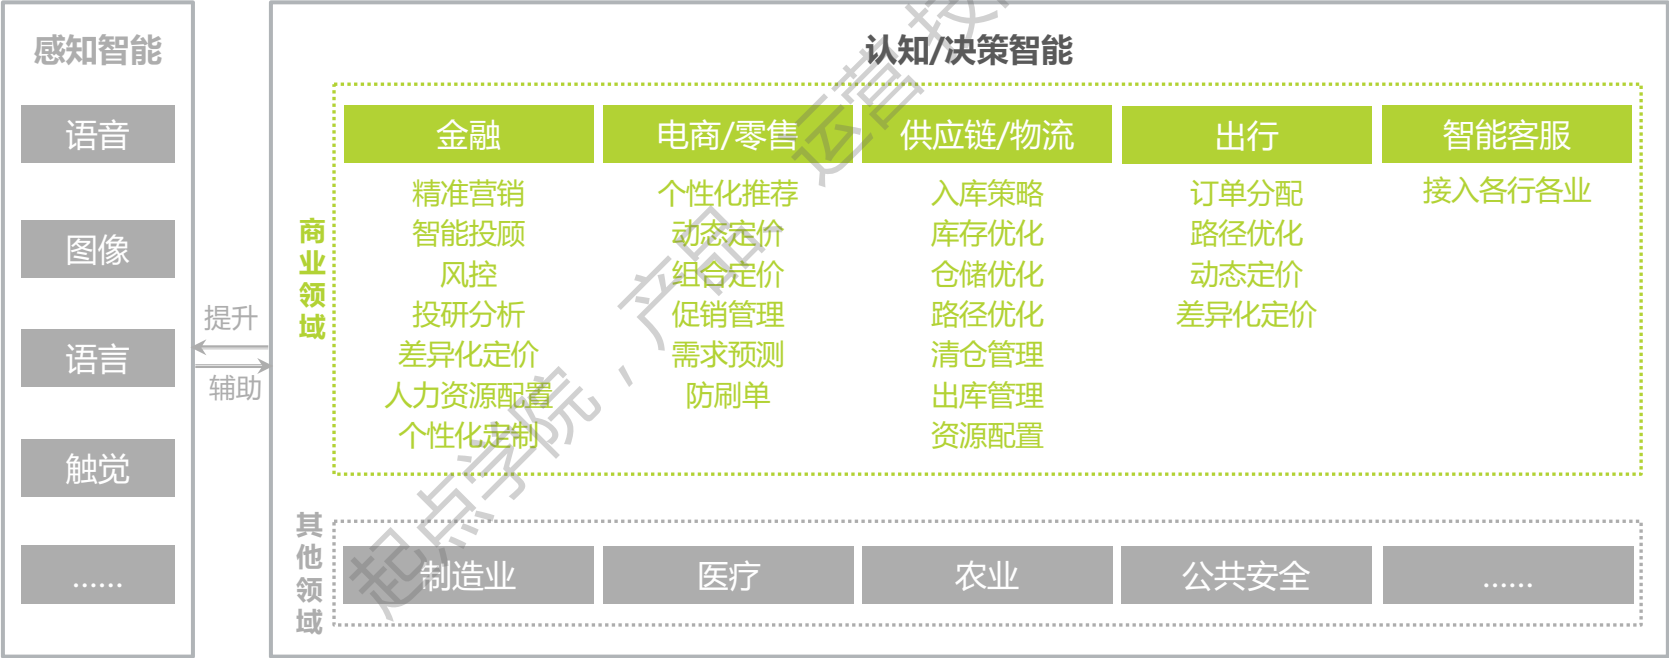 感知智能
语音
图像
语言
触觉
......
提升
辅助
认知/决策智能
商业领域
金融
精准营销
智能投顾
风控
投研分析
差异化定价
人力资源配置
个性化定制
电商/零售
个性化推荐
动态定价
组合定价
促销管理
需求预测
防刷单
供应链/物流
入库策略
库存优化
仓储优化
路径优化
清仓管理
出库管理
资源配置
出行
订单分配
路径优化
动态定价
差异化定价
智能客服
接入各行各业
其他领域
制造业
医疗
农业
公共安全
......
起点学院，产品、运营、技